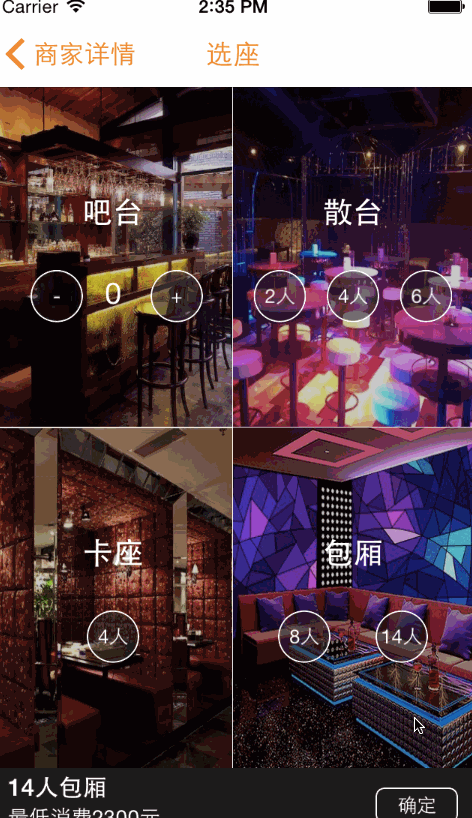 Carrier 2:35 PM
商家详情 选座
吧台
- 0 +
散台
2人 4人 6人
卡座
4人
包厢
8人 14人
14人包厢
最低消费2300元
确定